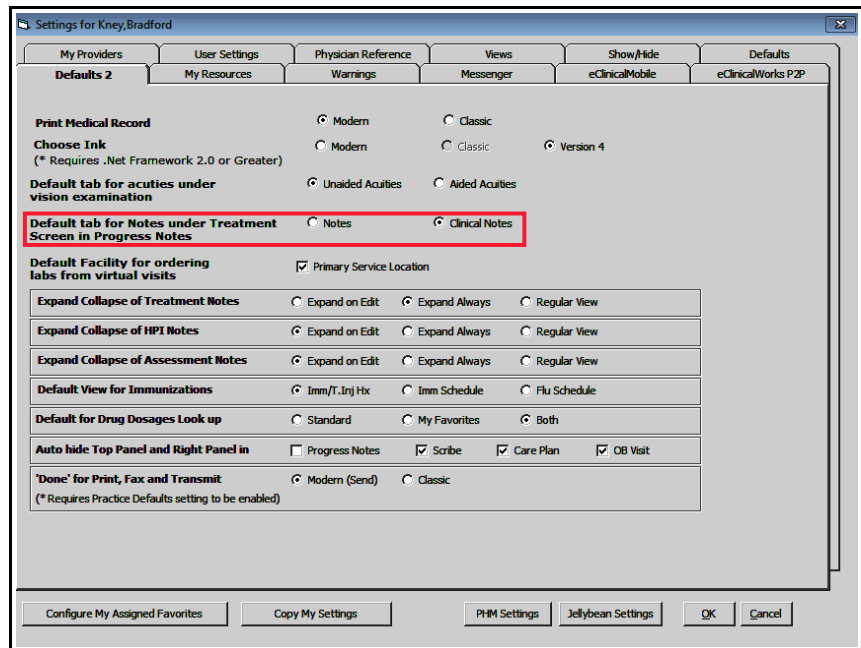 Settings for Kney,Bradford
My Providers User Settings Physician Reference Views Show/Hide Defaults
Defaults 2 My Resources Warnings Messenger eClinicalMobile eClinicalWorks P2P
Print Medical Record Modern Classic
Choose Ink Modern Classic Version 4
(* Requires .Net Framework 2.0 or Greater)
Default tab for acuties under Unaided Acuities Aided Acuities
vision examination
Default tab for Notes under Treatment Notes Clinical Notes
Screen in Progress Notes
Default Facility for ordering
labs from virtual visits Primary Service Location
Expand Collapse of Treatment Notes Expand on Edit Expand Always Regular View
Expand Collapse of HPI Notes Expand on Edit Expand Always Regular View
Expand Collapse of Assessment Notes Expand on Edit Expand Always Regular View
Default View for Immunizations Imm/T.Inj Hx Imm Schedule Flu Schedule
Default for Drug Dosages Look up Standard My Favorites Both
Auto hide Top Panel and Right Panel in Progress Notes Scribe Care Plan OB Visit
'Done' for Print, Fax and Transmit Modern (Send) Classic
(*Requires Practice Defaults setting to be enabled)
Configure My Assigned Favorites Copy My Settings PHM Settings Jellybean Settings OK Cancel